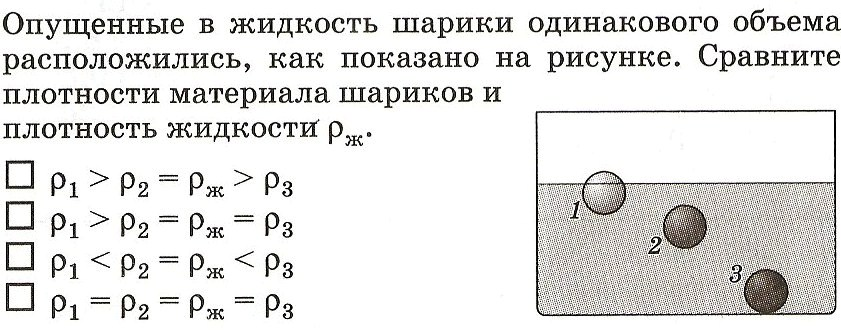 Опущенные в жидкость шарики одинакового объема
расположились, как показано на рисунке. Сравните
плотности материала шариков и
плотность жидкости ρж.
ρ1 > ρ2 = ρж > ρ3
ρ1 > ρ2 = ρж = ρ3
ρ1 < ρ2 = ρж < ρ3
ρ1 = ρ2 = ρж = ρ3
1
2
3